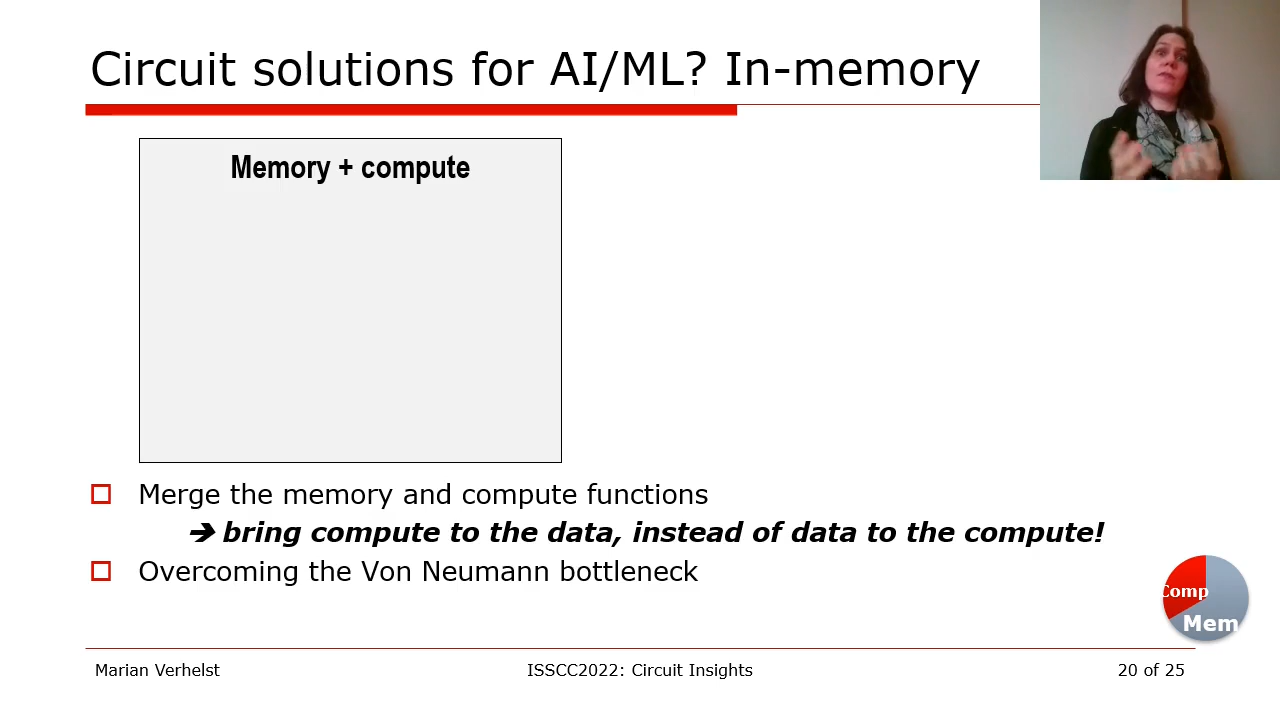 Circuit solutions for AI/ML? In-memory
Memory + compute
Merge the memory and compute functions
➔ bring compute to the data, instead of data to the compute!
Overcoming the Von Neumann bottleneck
Comp
Mem
Marian Verhelst
ISSCC2022: Circuit Insights
20 of 25